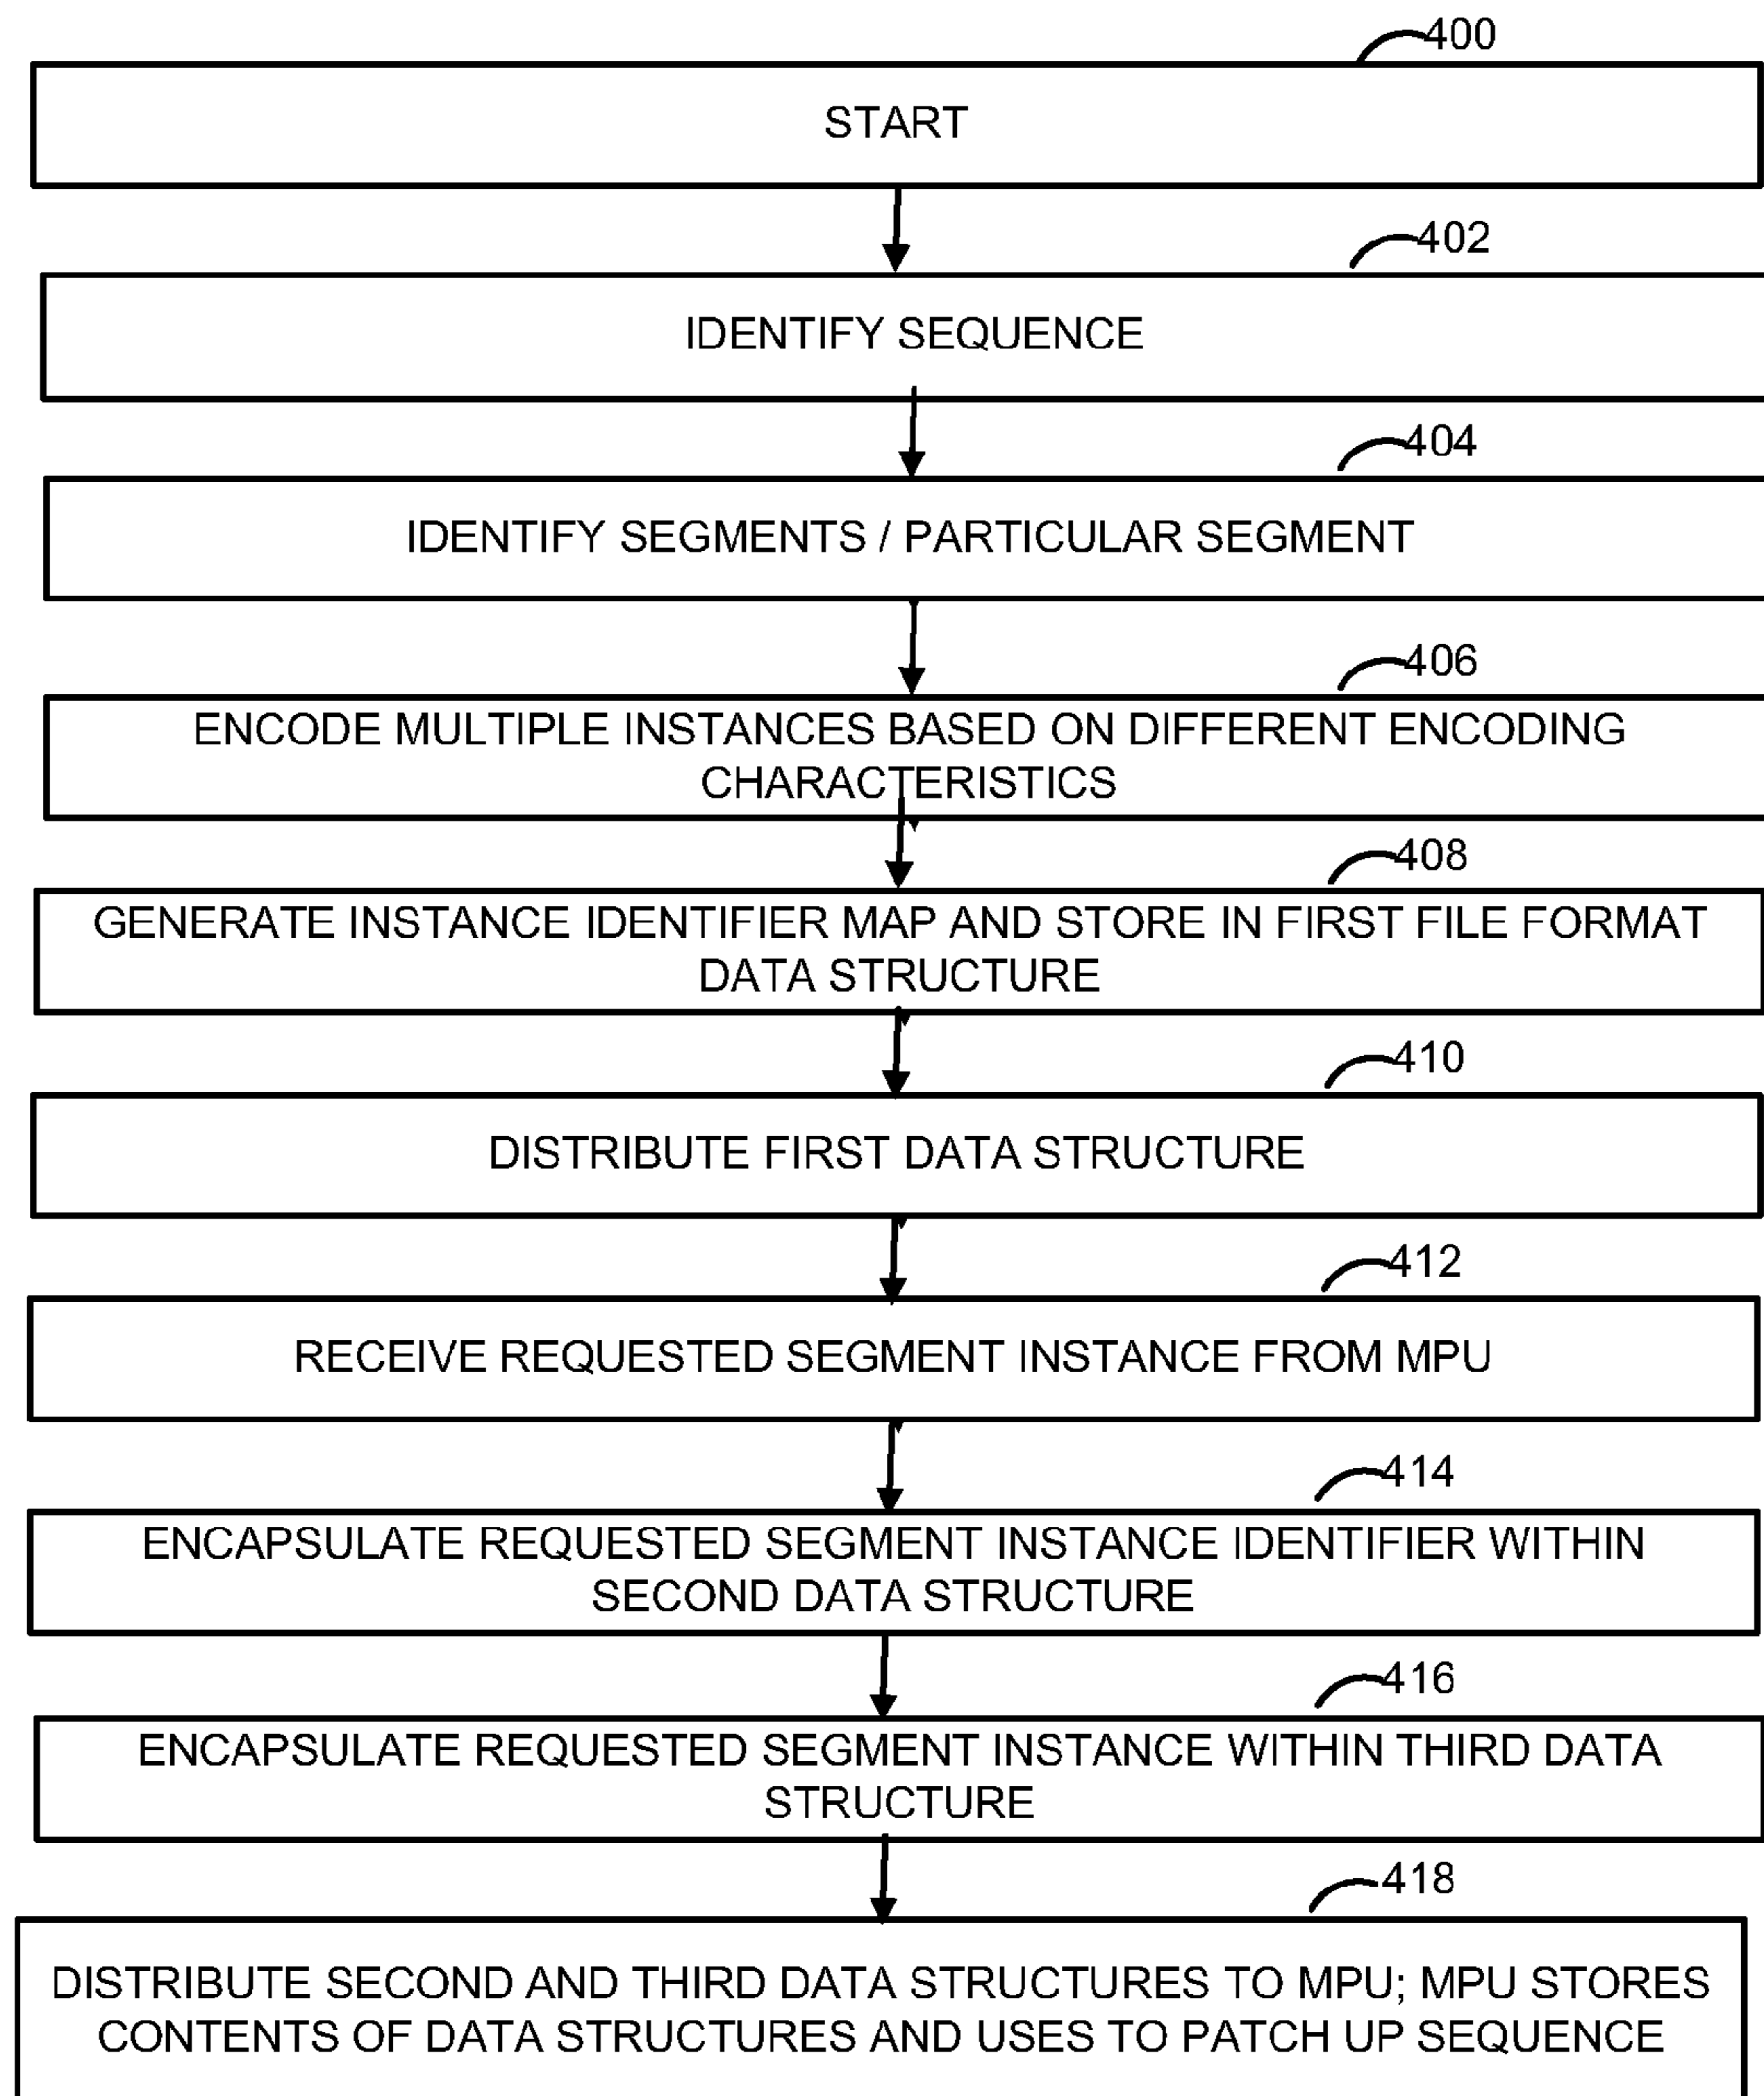 400
START
402
IDENTIFY SEQUENCE
404
IDENTIFY SEGMENTS / PARTICULAR SEGMENT
406
ENCODE MULTIPLE INSTANCES BASED ON DIFFERENT ENCODING
CHARACTERISTICS
408
GENERATE INSTANCE IDENTIFIER MAP AND STORE IN FIRST FILE FORMAT
DATA STRUCTURE
410
DISTRIBUTE FIRST DATA STRUCTURE
412
RECEIVE REQUESTED SEGMENT INSTANCE FROM MPU
414
ENCAPSULATE REQUESTED SEGMENT INSTANCE IDENTIFIER WITHIN
SECOND DATA STRUCTURE
416
ENCAPSULATE REQUESTED SEGMENT INSTANCE WITHIN THIRD DATA
STRUCTURE
418
DISTRIBUTE SECOND AND THIRD DATA STRUCTURES TO MPU; MPU STORES
CONTENTS OF DATA STRUCTURES AND USES TO PATCH UP SEQUENCE